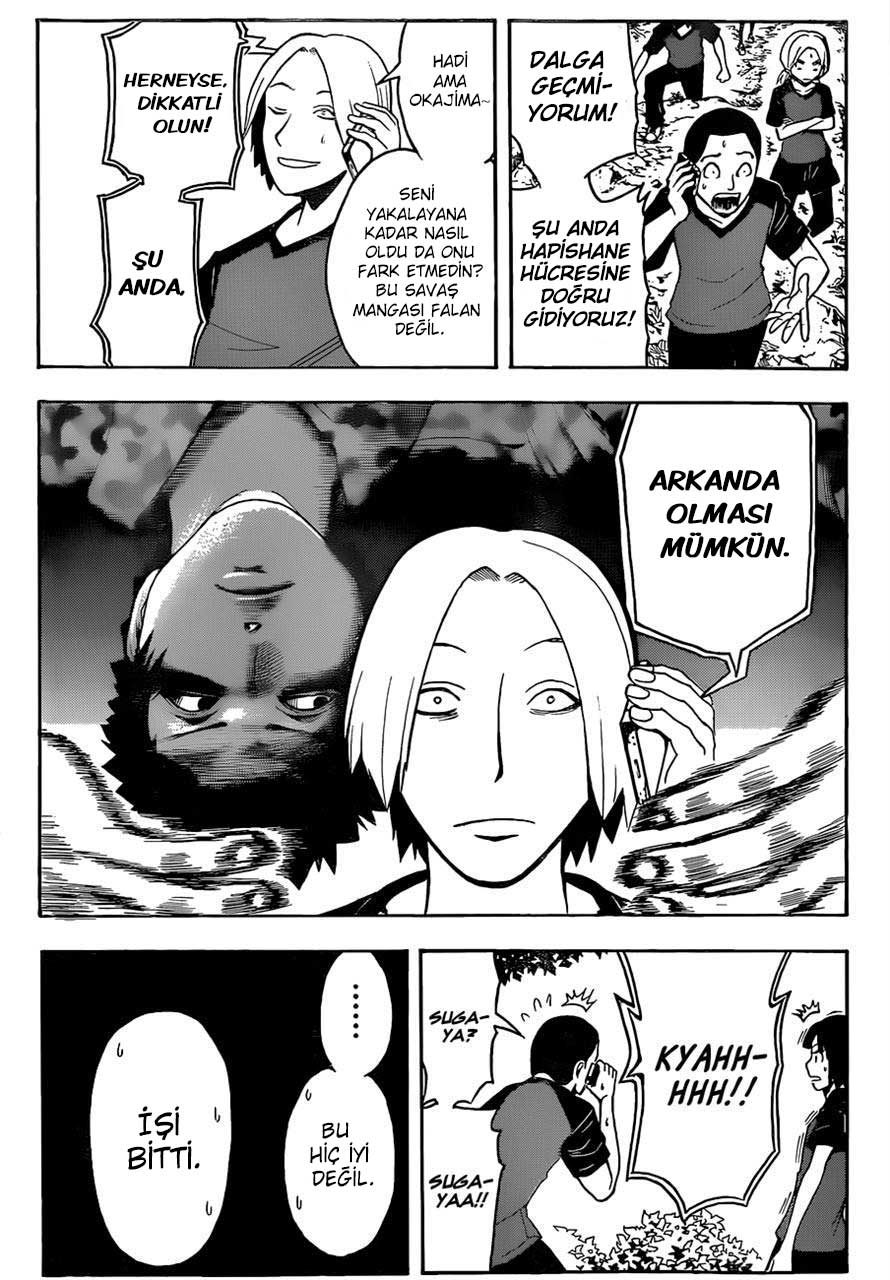 DALGA
GEÇMİ-
YORUM!
ŞU ANDA
HAPİSHANE
HÜCRESİNE
DOĞRU
GİDİYORUZ!
HADİ
AMA
OKAJİMA~
SENİ
YAKALAYANA
KADAR NASIL
OLDU DA ONU
FARK ETMEDİN?
BU SAVAŞ
MANGASI FALAN
DEĞİL.
HERNEYSE,
DİKKATLİ
OLUN!
ŞU
ANDA,
ARKANDA
OLMASI
MÜMKÜN.
KYAHH-
HHH!!
SUGA-
YA?
SUGA-
YAA!!
......
BU
HİÇ İYİ
DEĞİL.
İŞİ
BİTTİ.